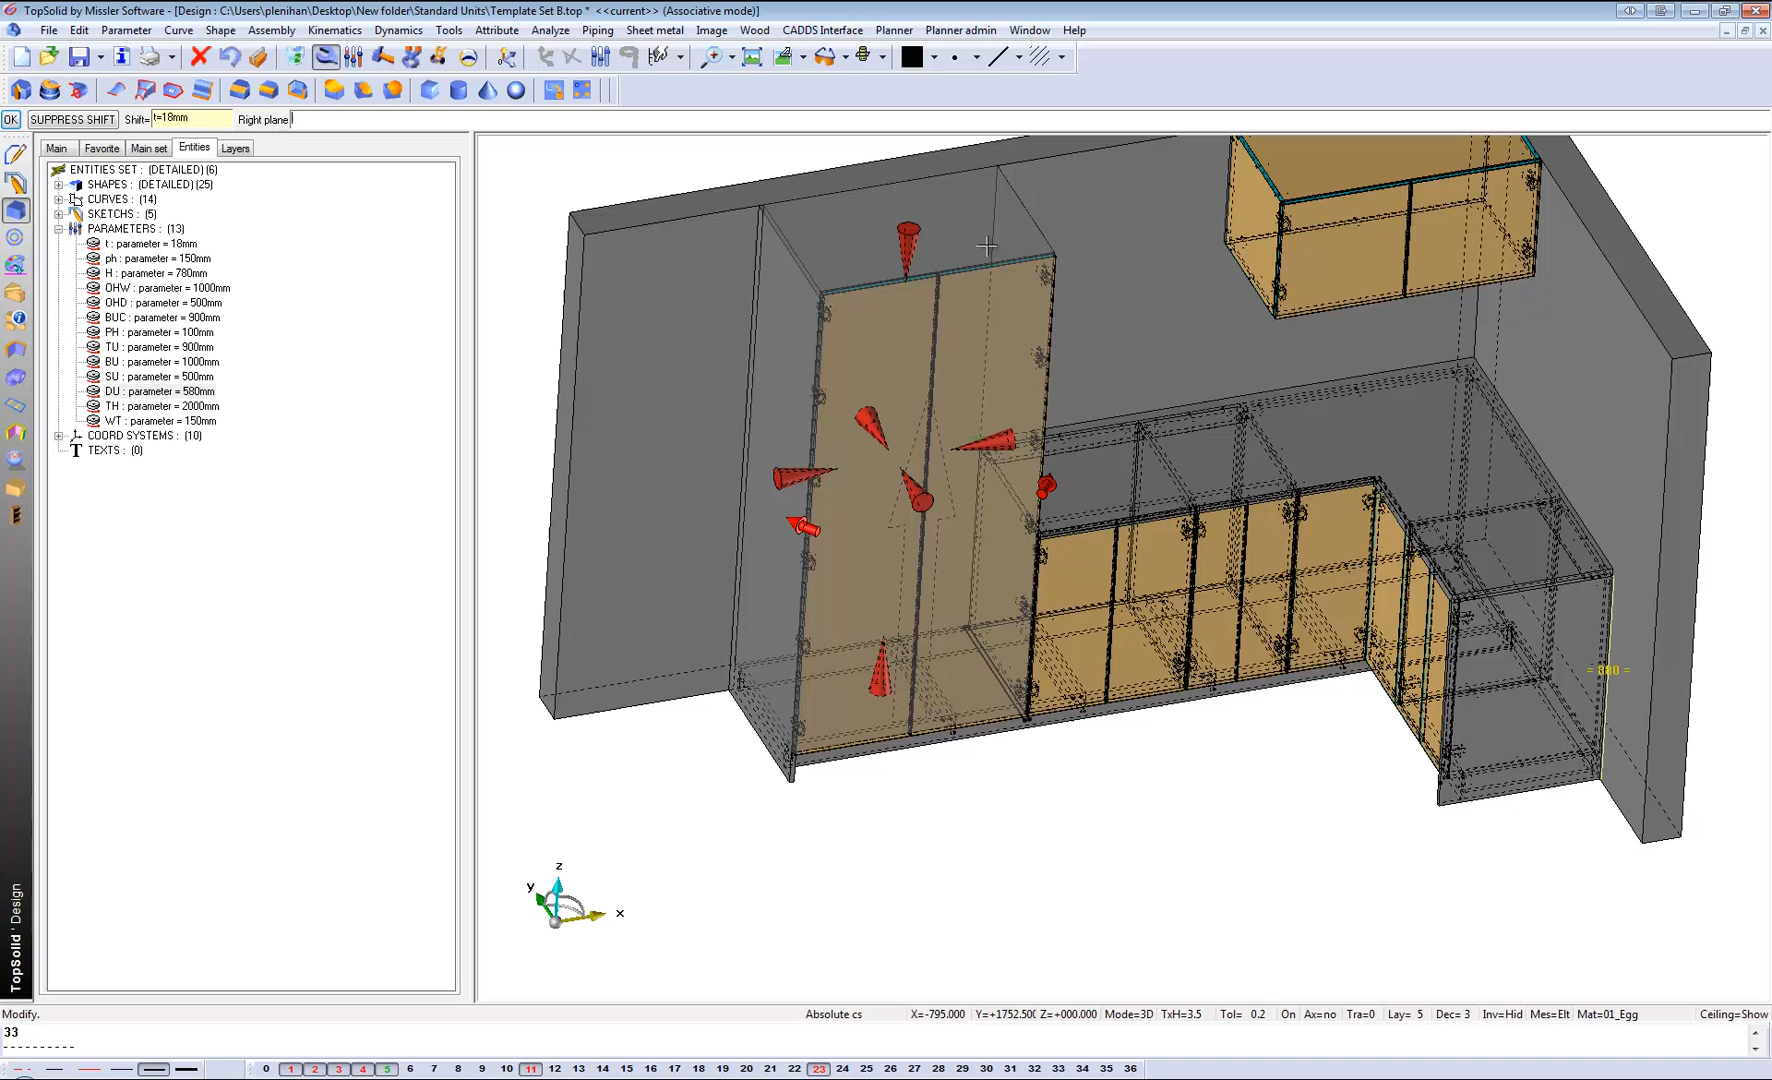 TopSolid by Missler Software - [Design : C:\Users\plenihan\Desktop\New folder\Standard Units\Template Set B.top * <<current>> (Associative mode)]
File Edit Parameter Curve Shape Assembly Kinematics Dynamics Tools Attribute Analyze Piping Sheet metal Image Wood CADDS Interface Planner Planner admin Window Help
OK SUPPRESS SHIFT Shift= t=18mm Right plane
Main Favorite Main set Entities Layers
ENTITIES SET : (DETAILED) (6)
SHAPES : (DETAILED) (25)
CURVES : (14)
SKETCHS : (5)
PARAMETERS : (13)
t : parameter = 18mm
ph : parameter = 150mm
H : parameter = 780mm
OHW : parameter = 1000mm
OHD : parameter = 500mm
BUC : parameter = 900mm
PH : parameter = 100mm
TU : parameter = 900mm
BU : parameter = 1000mm
SU : parameter = 500mm
DU : parameter = 580mm
TH : parameter = 2000mm
WT : parameter = 150mm
COORD SYSTEMS : (10)
TEXTS : (0)
= 880 =
z
y
x
TopSolid'Design
Modify. Absolute cs X=-795.000 Y=+1752.500 Z=+000.000 Mode=3D TxH=3.5 Tol= 0.2 On Ax=no Tra=0 Lay= 5 Dec= 3 Inv=Hid Mes=Elt Mat=01_Egg Ceiling=Show
33
----------
0 1 2 3 4 5 6 7 8 9 10 11 12 13 14 15 16 17 18 19 20 21 22 23 24 25 26 27 28 29 30 31 32 33 34 35 36